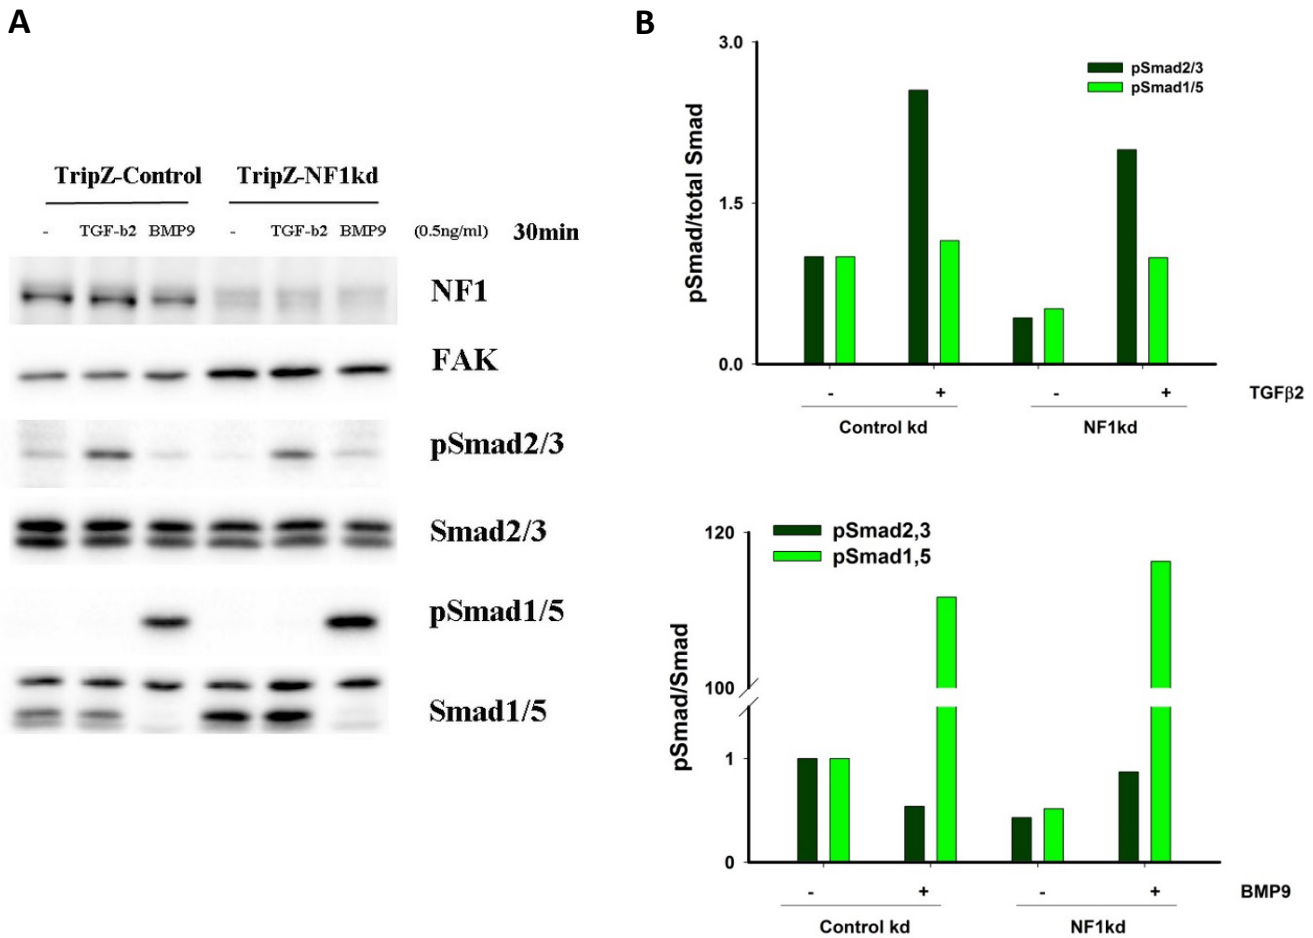 A
TripZ-Control TripZ-NF1kd
- TGF-b2 BMP9 - TGF-b2 BMP9 (0.5ng/ml) 30min
NF1
FAK
pSmad2/3
Smad2/3
pSmad1/5
Smad1/5
B
3.0
1.5
0.0
pSmad/total Smad
pSmad2/3
pSmad1/5
- + - + TGFβ2
Control kd NF1kd
120
100
1
0
pSmad/Smad
pSmad2,3
pSmad1,5
- + - + BMP9
Control kd NF1kd